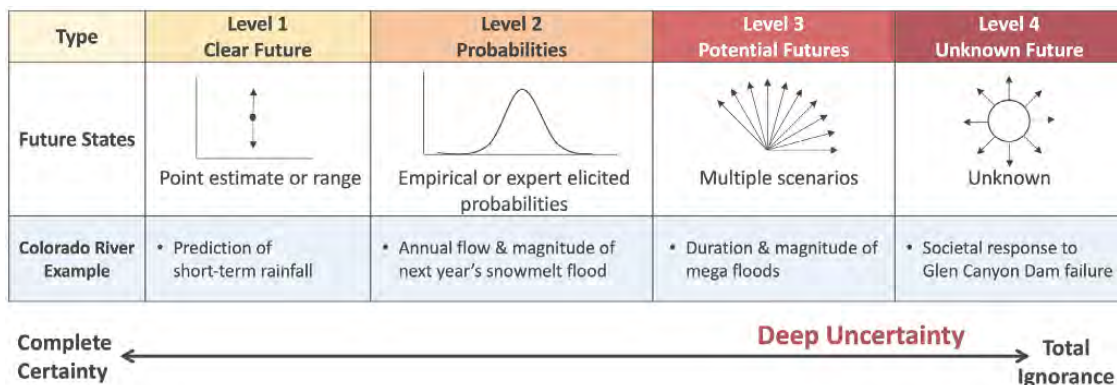 Type
Level 1
Clear Future
Level 2
Probabilities
Level 3
Potential Futures
Level 4
Unknown Future
Future States
Point estimate or range
Empirical or expert elicited
probabilities
Multiple scenarios
Unknown
Colorado River
Example
• Prediction of
short-term rainfall
• Annual flow & magnitude of
next year's snowmelt flood
• Duration & magnitude of
mega floods
• Societal response to
Glen Canyon Dam failure
Complete
Certainty
Deep Uncertainty
Total
Ignorance